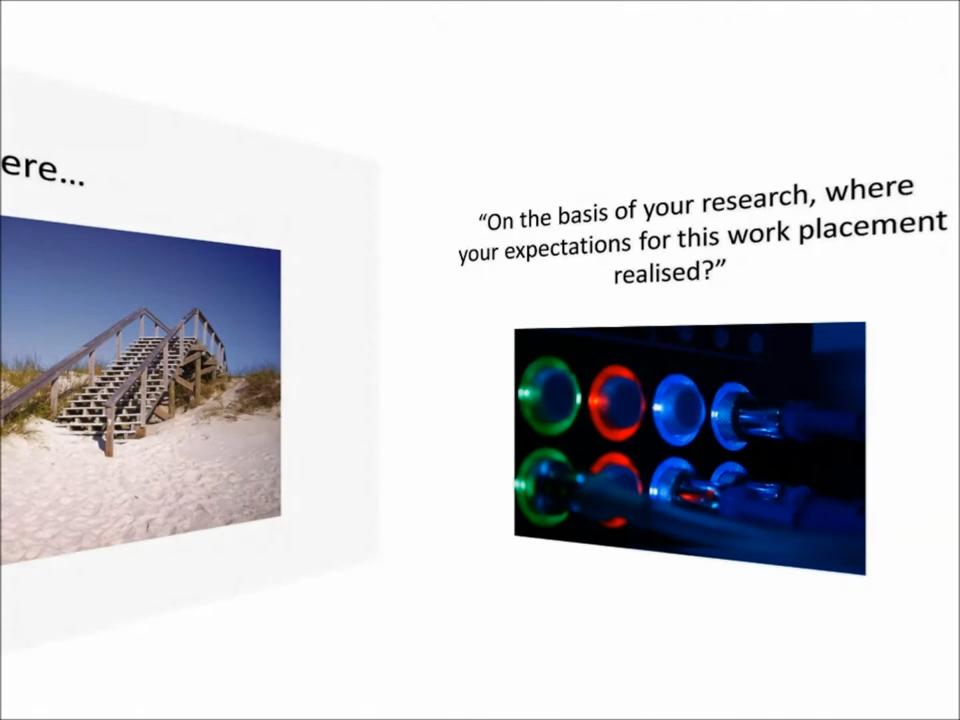 ere...
“On the basis of your research, where
your expectations for this work placement
realised?”